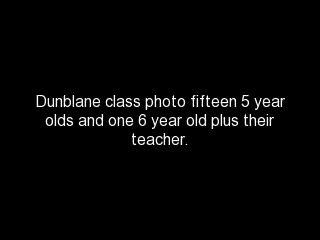 Dunblane class photo fifteen 5 year
olds and one 6 year old plus their
teacher.